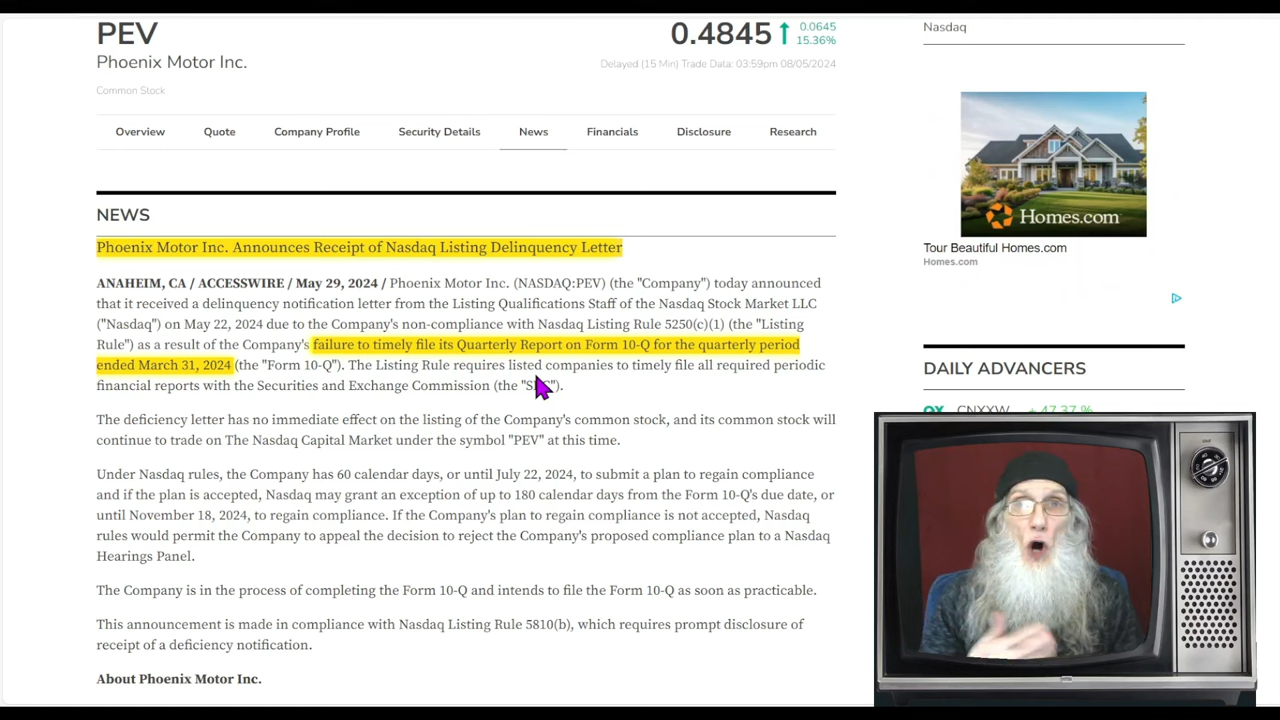 PEV
0.4845
0.0645
15.36%
Phoenix Motor Inc.
Delayed (15 Min) Trade Data: 03:59pm 08/05/2024
Common Stock
Overview Quote Company Profile Security Details News Financials Disclosure Research
NEWS
Phoenix Motor Inc. Announces Receipt of Nasdaq Listing Delinquency Letter
ANAHEIM, CA / ACCESSWIRE / May 29, 2024 / Phoenix Motor Inc. (NASDAQ:PEV) (the "Company") today announced
that it received a delinquency notification letter from the Listing Qualifications Staff of the Nasdaq Stock Market LLC
("Nasdaq") on May 22, 2024 due to the Company's non-compliance with Nasdaq Listing Rule 5250(c)(1) (the "Listing
Rule") as a result of the Company's failure to timely file its Quarterly Report on Form 10-Q for the quarterly period
ended March 31, 2024 (the "Form 10-Q"). The Listing Rule requires listed companies to timely file all required periodic
financial reports with the Securities and Exchange Commission (the "SEC").
The deficiency letter has no immediate effect on the listing of the Company's common stock, and its common stock will
continue to trade on The Nasdaq Capital Market under the symbol "PEV" at this time.
Under Nasdaq rules, the Company has 60 calendar days, or until July 22, 2024, to submit a plan to regain compliance
and if the plan is accepted, Nasdaq may grant an exception of up to 180 calendar days from the Form 10-Q's due date, or
until November 18, 2024, to regain compliance. If the Company's plan to regain compliance is not accepted, Nasdaq
rules would permit the Company to appeal the decision to reject the Company's proposed compliance plan to a Nasdaq
Hearings Panel.
The Company is in the process of completing the Form 10-Q and intends to file the Form 10-Q as soon as practicable.
This announcement is made in compliance with Nasdaq Listing Rule 5810(b), which requires prompt disclosure of
receipt of a deficiency notification.
About Phoenix Motor Inc.
Nasdaq
Homes.com
Tour Beautiful Homes.com
Homes.com
DAILY ADVANCERS
QX CNXXW + 47.37 %